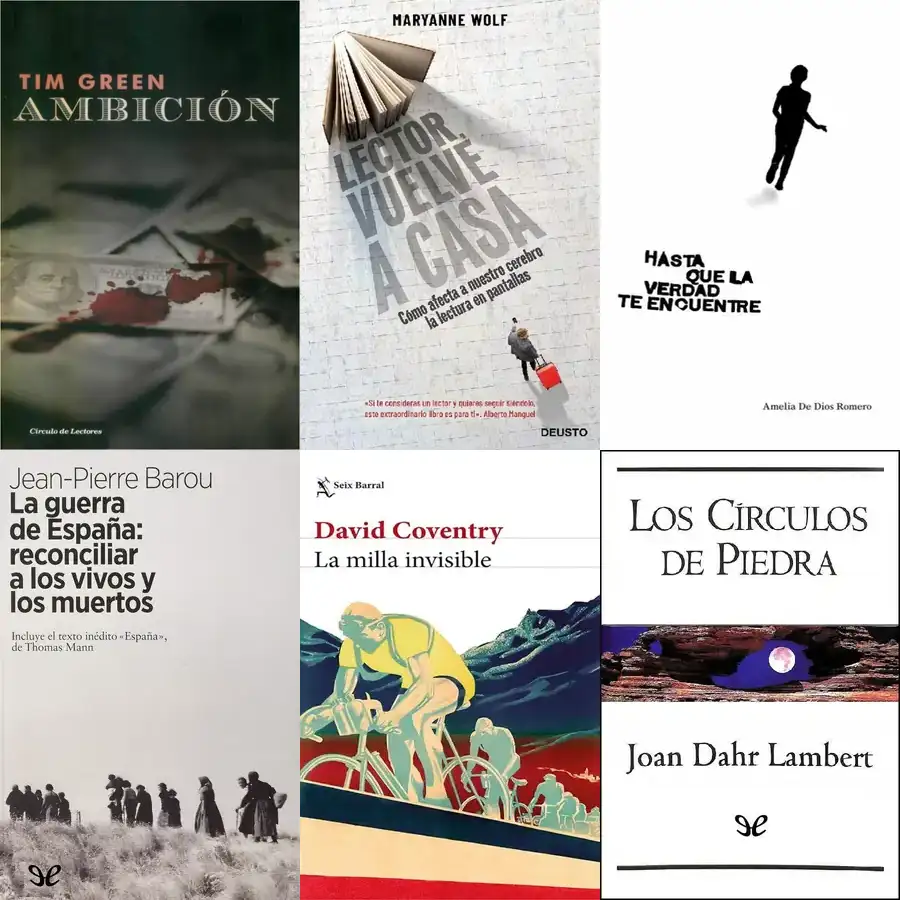 TIM GREEN
AMBICIÓN
Círculo de Lectores
MARYANNE WOLF
LECTOR,
VUELVE
A CASA
Cómo afecta a nuestro cerebro
la lectura en pantallas
«Si te consideras un lector y quieres seguir siéndolo,
este extraordinario libro es para ti». Alberto Manguel
DEUSTO
HASTA
QUE LA
VERDAD
TE ENCUENTRE
Amelia De Dios Romero
Jean-Pierre Barou
La guerra
de España:
reconciliar
a los vivos y
los muertos
Incluye el texto inédito «España»,
de Thomas Mann
Seix Barral
David Coventry
La milla invisible
LOS CÍRCULOS
DE PIEDRA
Joan Dahr Lambert